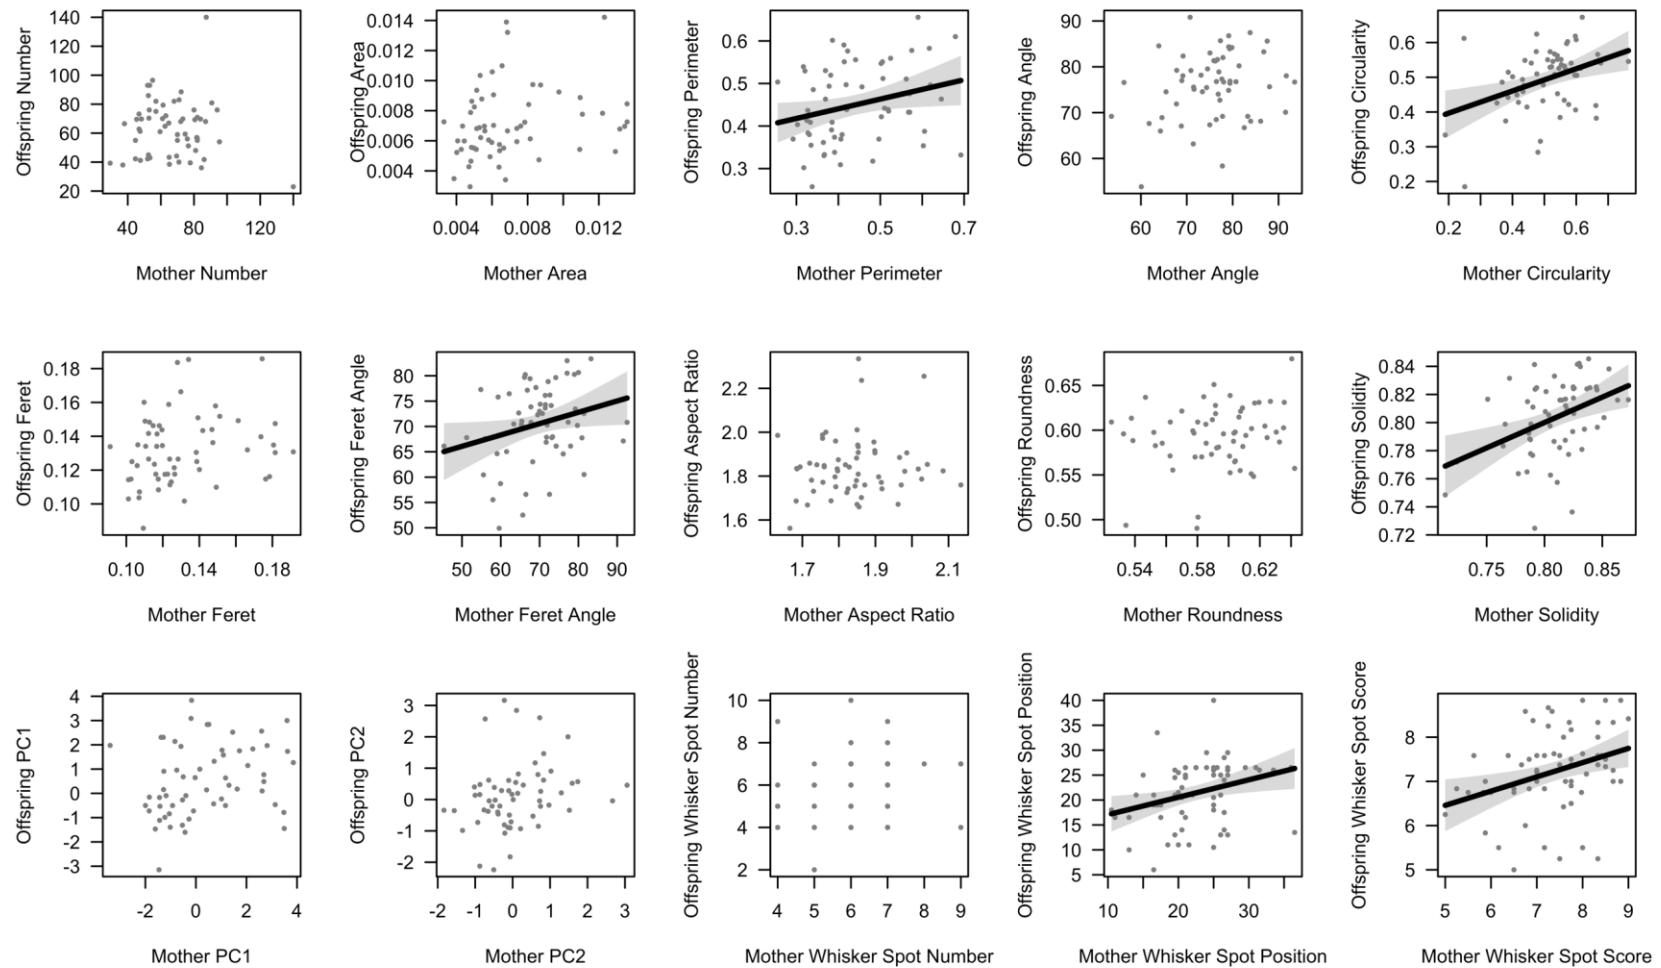 Offspring Number
140
120
100
80
60
40
20
40 80 120
Mother Number
Offspring Area
0.014
0.012
0.010
0.008
0.006
0.004
0.004 0.008 0.012
Mother Area
Offspring Perimeter
0.6
0.5
0.4
0.3
0.3 0.5 0.7
Mother Perimeter
Offspring Angle
90
80
70
60
60 70 80 90
Mother Angle
Offspring Circularity
0.6
0.5
0.4
0.3
0.2
0.2 0.4 0.6
Mother Circularity
Offspring Feret
0.18
0.16
0.14
0.12
0.10
0.10 0.14 0.18
Mother Feret
Offspring Feret Angle
80
75
70
65
60
55
50
50 60 70 80 90
Mother Feret Angle
Offspring Aspect Ratio
2.2
2.0
1.8
1.6
1.7 1.9 2.1
Mother Aspect Ratio
Offspring Roundness
0.65
0.60
0.55
0.50
0.54 0.58 0.62
Mother Roundness
Offspring Solidity
0.84
0.82
0.80
0.78
0.76
0.74
0.72
0.75 0.80 0.85
Mother Solidity
Offspring PC1
4
3
2
1
0
-1
-2
-3
-2 0 2 4
Mother PC1
Offspring PC2
3
2
1
0
-1
-2
-2 -1 0 1 2 3
Mother PC2
Offspring Whisker Spot Number
10
8
6
4
2
4 5 6 7 8 9
Mother Whisker Spot Number
Offspring Whisker Spot Position
40
35
30
25
20
15
10
5
10 20 30
Mother Whisker Spot Position
Offspring Whisker Spot Score
8
7
6
5
5 6 7 8 9
Mother Whisker Spot Score